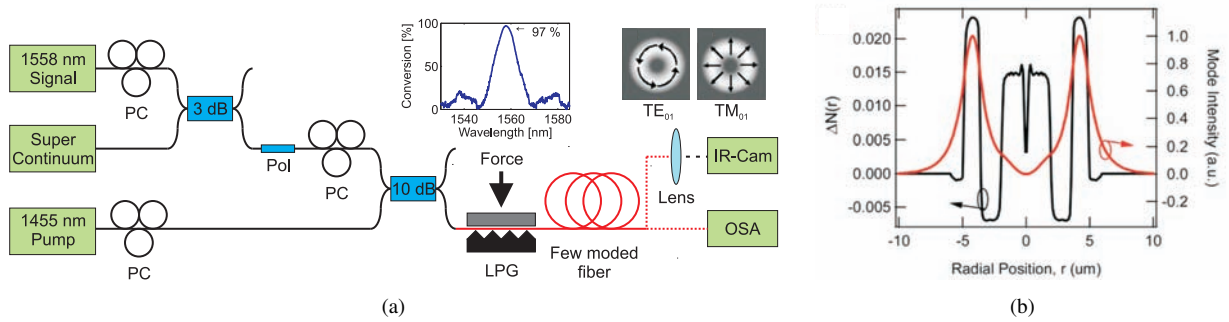 1558 nm
Signal
PC
Super
Continuum
1455 nm
Pump
PC
3 dB
Pol
PC
10 dB
Conversion [%]
100
50
0
← 97 %
1540
1560
1580
Wavelength [nm]
TE01
TM01
Force
LPG
Few moded
fiber
Lens
IR-Cam
OSA
(a)
b)
ΔN(r)
0.020
0.015
0.010
0.005
0.000
-0.005
Mode Intensity (a.u.)
1.0
0.8
0.6
0.4
0.2
0.0
-0.2
-10
-5
0
5
10
Radial Position, r (um)
(b)